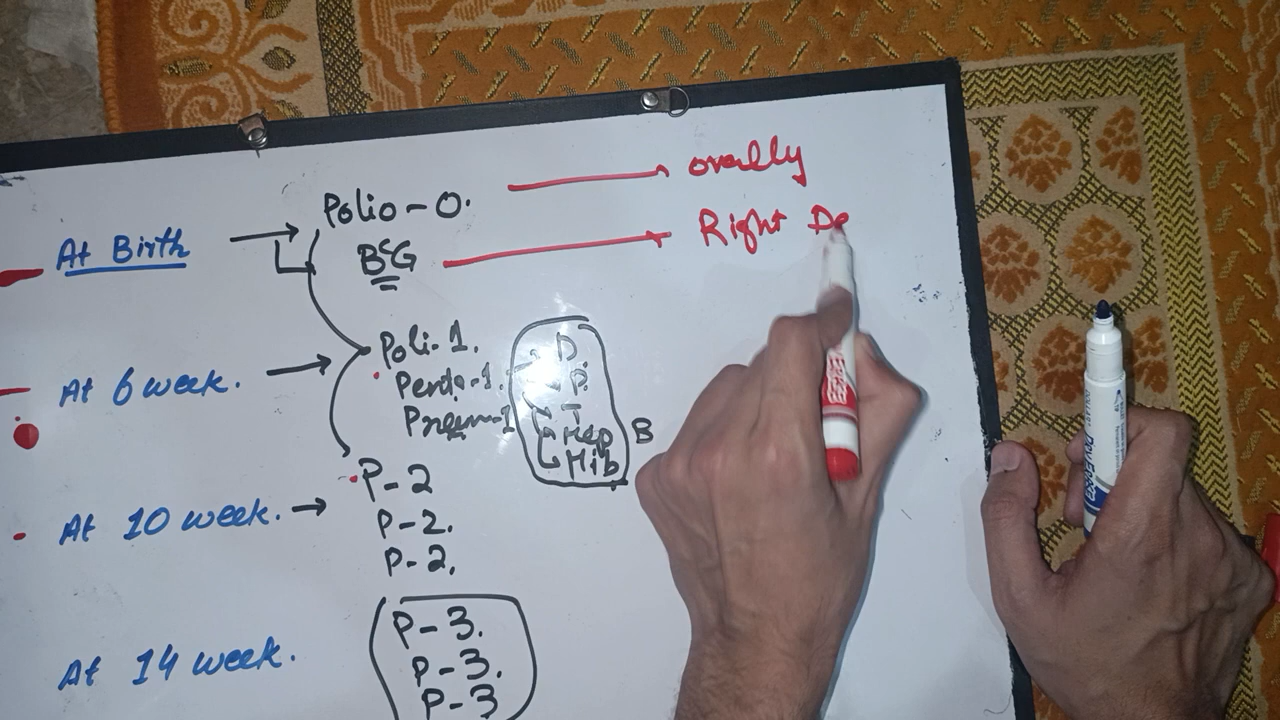 Polio-0. → orally
At Birth → BCG → Right De
At 6 week. → Poli-1. D.
Penta-1. P.
Pneum-1 T
Hep B
Hib
At 10 week. → P-2
P-2.
P-2.
At 14 week. P-3.
P-3.
P-3